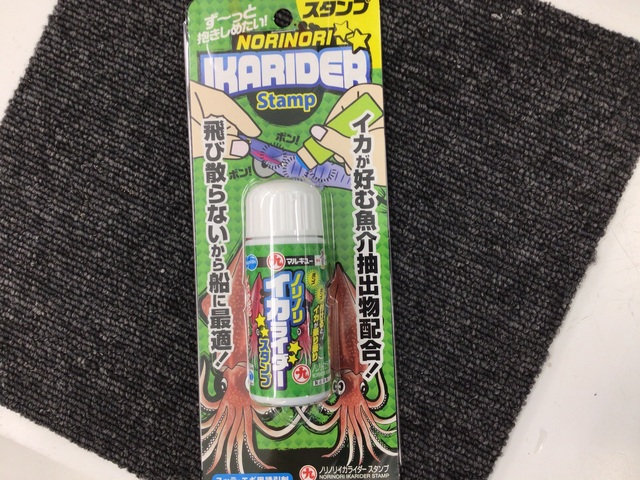 ず〜っと
抱きしめたい!
スタンプ
NORINORI
IKARIDER
Stamp
ポン!
ポン!
イカが好む魚介抽出物配合!
飛び散らないから船に最適!
九 マルキユー
ノリノリ
イカライダー
スタンプ
九
九 ノリノリイカライダー スタンプ
NORINORI IKARIDER STAMP